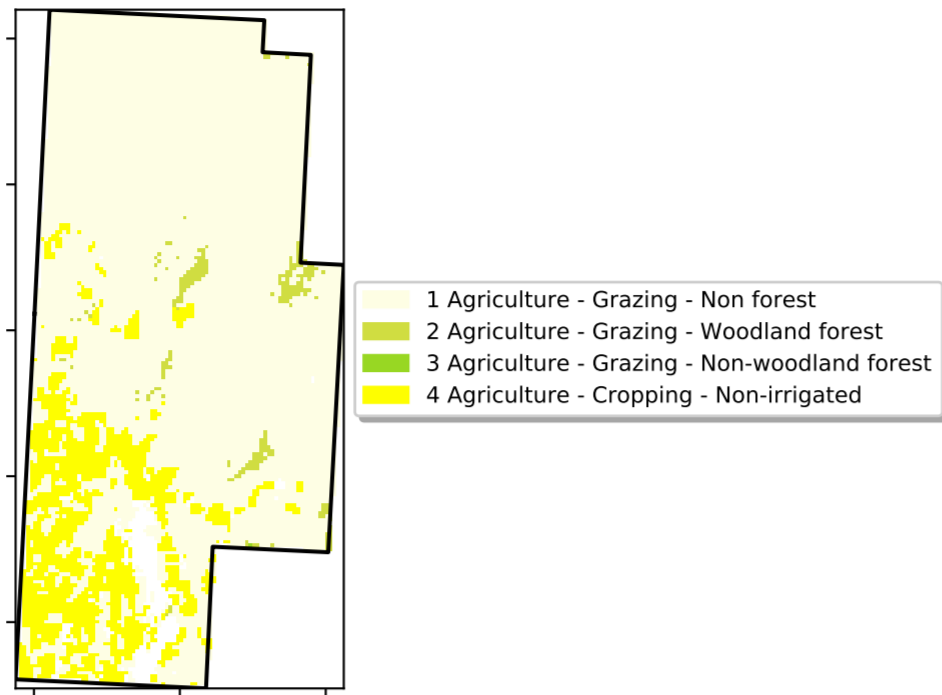 1 Agriculture - Grazing - Non forest
2 Agriculture - Grazing - Woodland forest
3 Agriculture - Grazing - Non-woodland forest
4 Agriculture - Cropping - Non-irrigated